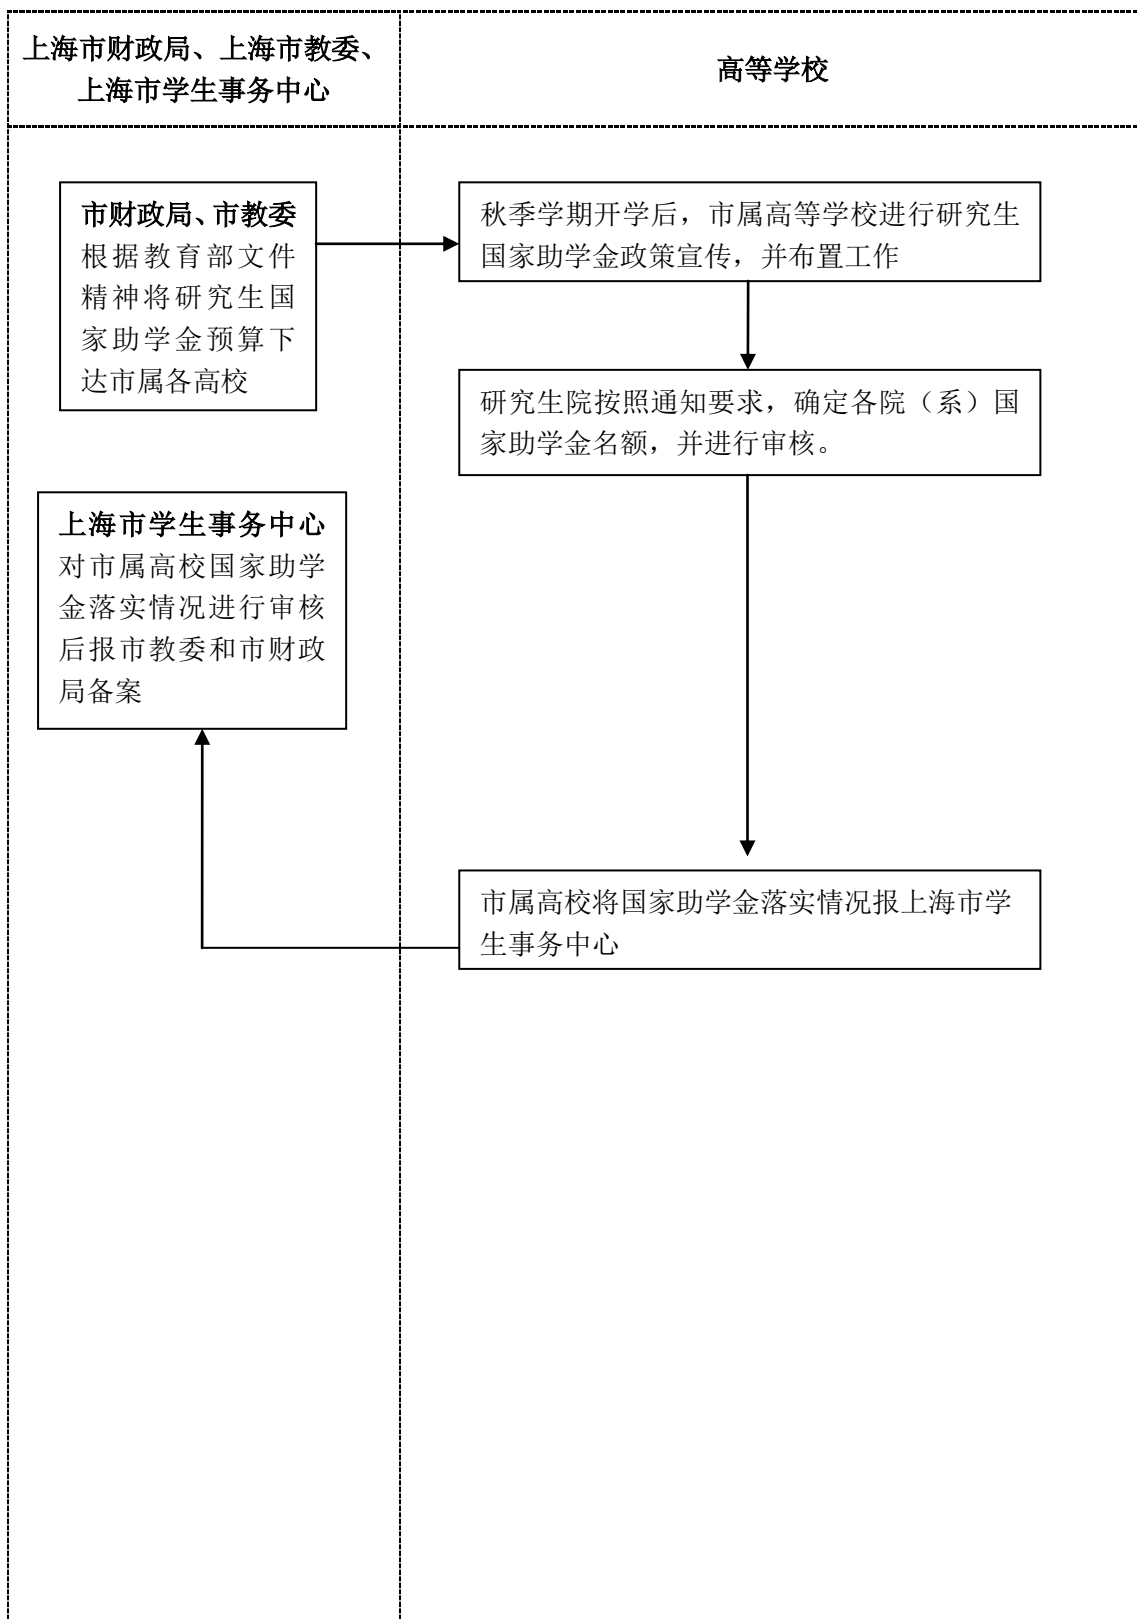 上海市财政局、上海市教委、
上海市学生事务中心
高等学校
市财政局、市教委
根据教育部文件
精神将研究生国
家助学金预算下
达市属各高校
秋季学期开学后，市属高等学校进行研究生
国家助学金政策宣传，并布置工作
研究生院按照通知要求，确定各院（系）国
家助学金名额，并进行审核。
上海市学生事务中心
对市属高校国家助学
金落实情况进行审核
后报市教委和市财政
局备案
市属高校将国家助学金落实情况报上海市学
生事务中心